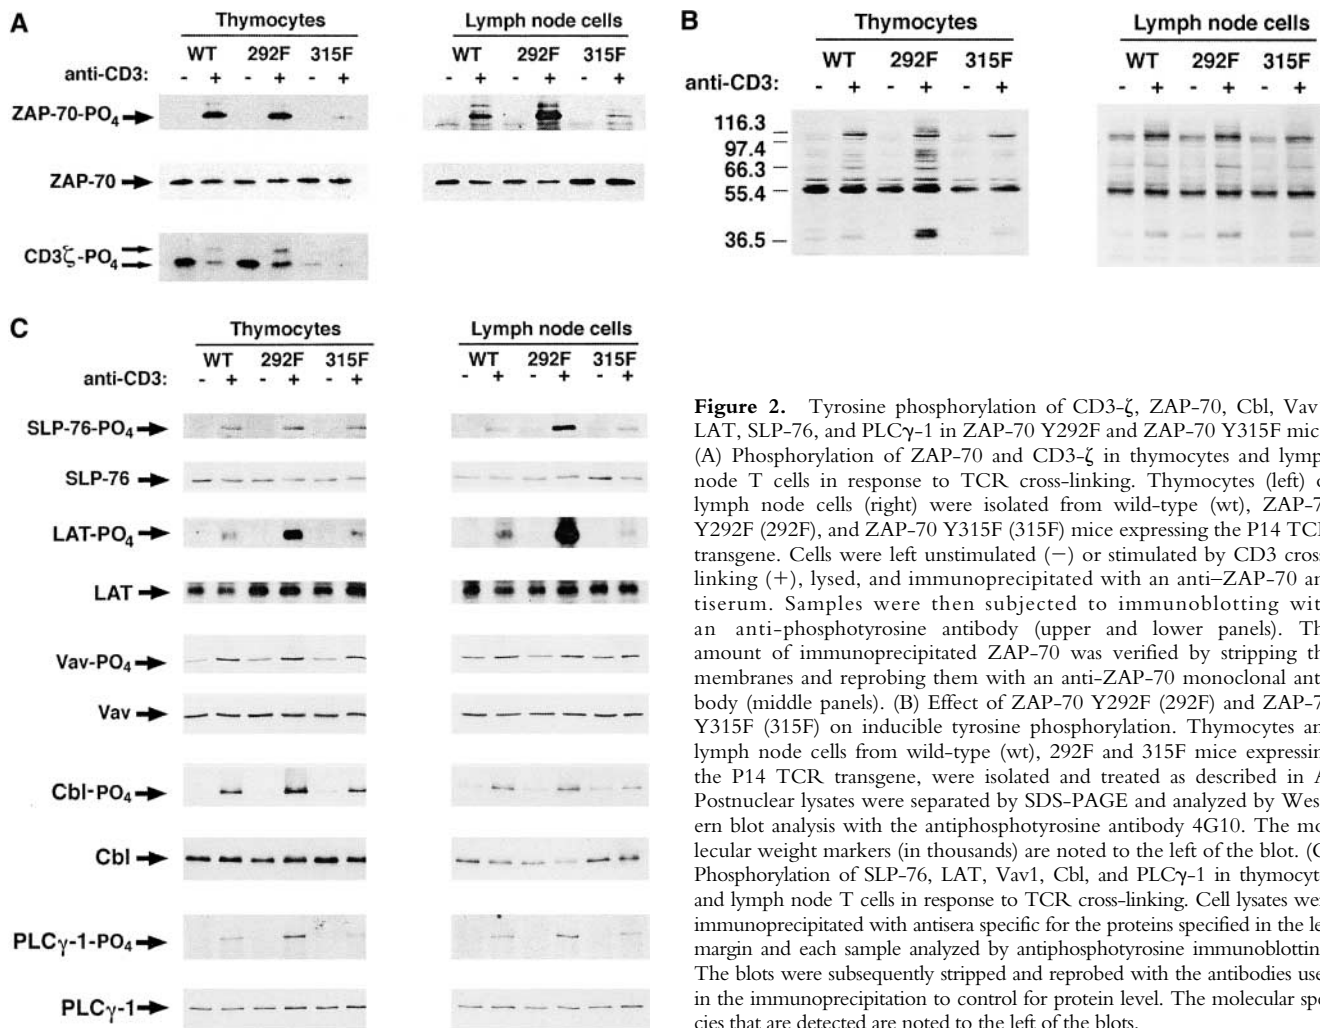 A
Thymocytes
Lymph node cells
WT 292F 315F
WT 292F 315F
anti-CD3: - + - + - +
- + - + - +
ZAP-70-PO4
ZAP-70
CD3ζ-PO4
B
Thymocytes
Lymph node cells
WT 292F 315F
WT 292F 315F
anti-CD3: - + - + - +
- + - + - +
116.3
97.4
66.3
55.4
36.5
C
Thymocytes
Lymph node cells
WT 292F 315F
WT 292F 315F
anti-CD3: - + - + - +
- + - + - +
SLP-76-PO4
SLP-76
LAT-PO4
LAT
Vav-PO4
Vav
Cbl-PO4
Cbl
PLCγ-1-PO4
PLCγ-1
Figure 2. Tyrosine phosphorylation of CD3-ζ, ZAP-70, Cbl, Vav
LAT, SLP-76, and PLCγ-1 in ZAP-70 Y292F and ZAP-70 Y315F mic
(A) Phosphorylation of ZAP-70 and CD3-ζ in thymocytes and lymp
node T cells in response to TCR cross-linking. Thymocytes (left) o
lymph node cells (right) were isolated from wild-type (wt), ZAP-7
Y292F (292F), and ZAP-70 Y315F (315F) mice expressing the P14 TCR
transgene. Cells were left unstimulated (−) or stimulated by CD3 cross
linking (+), lysed, and immunoprecipitated with an anti–ZAP-70 an
tiserum. Samples were then subjected to immunoblotting wit
an anti-phosphotyrosine antibody (upper and lower panels). Th
amount of immunoprecipitated ZAP-70 was verified by stripping th
membranes and reprobing them with an anti-ZAP-70 monoclonal ant
body (middle panels). (B) Effect of ZAP-70 Y292F (292F) and ZAP-7
Y315F (315F) on inducible tyrosine phosphorylation. Thymocytes an
lymph node cells from wild-type (wt), 292F and 315F mice expressin
the P14 TCR transgene, were isolated and treated as described in A
Postnuclear lysates were separated by SDS-PAGE and analyzed by Wes
ern blot analysis with the antiphosphotyrosine antibody 4G10. The mo
lecular weight markers (in thousands) are noted to the left of the blot. (C
Phosphorylation of SLP-76, LAT, Vav1, Cbl, and PLCγ-1 in thymocyte
and lymph node T cells in response to TCR cross-linking. Cell lysates wer
immunoprecipitated with antisera specific for the proteins specified in the le
margin and each sample analyzed by antiphosphotyrosine immunoblottin
The blots were subsequently stripped and reprobed with the antibodies use
in the immunoprecipitation to control for protein level. The molecular spe
cies that are detected are noted to the left of the blots.